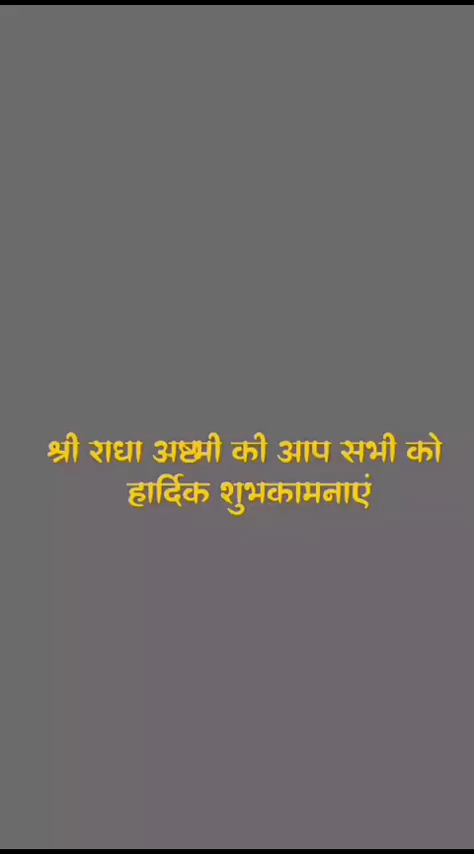 श्री राधा अष्टमी की आप सभी को
हार्दिक शुभकामनाएं